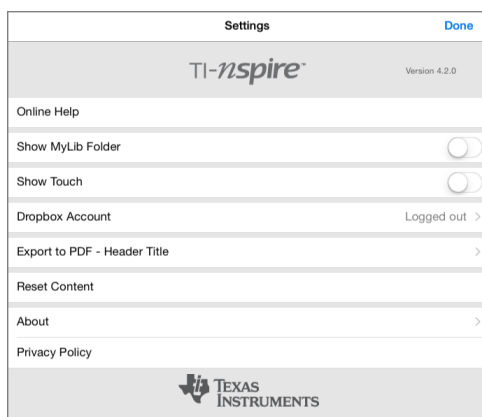 Settings Done
TI-nspire™ Version 4.2.0
Online Help
Show MyLib Folder
Show Touch
Dropbox Account Logged out >
Export to PDF - Header Title >
Reset Content
About >
Privacy Policy
TEXAS
INSTRUMENTS